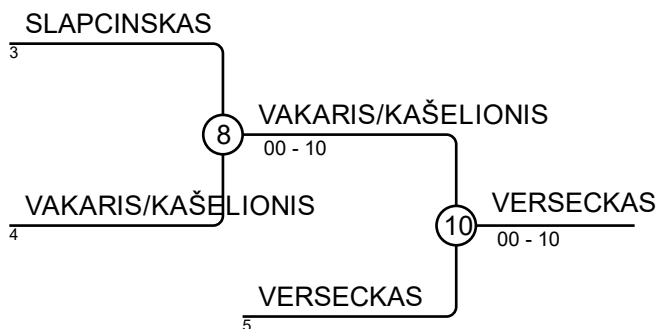 SLAPCINSKAS
3
8
VAKARIS/KAŠELIONIS
00 - 10
VAKARIS/KAŠELIONIS
4
10
VERSECKAS
00 - 10
VERSECKAS
5